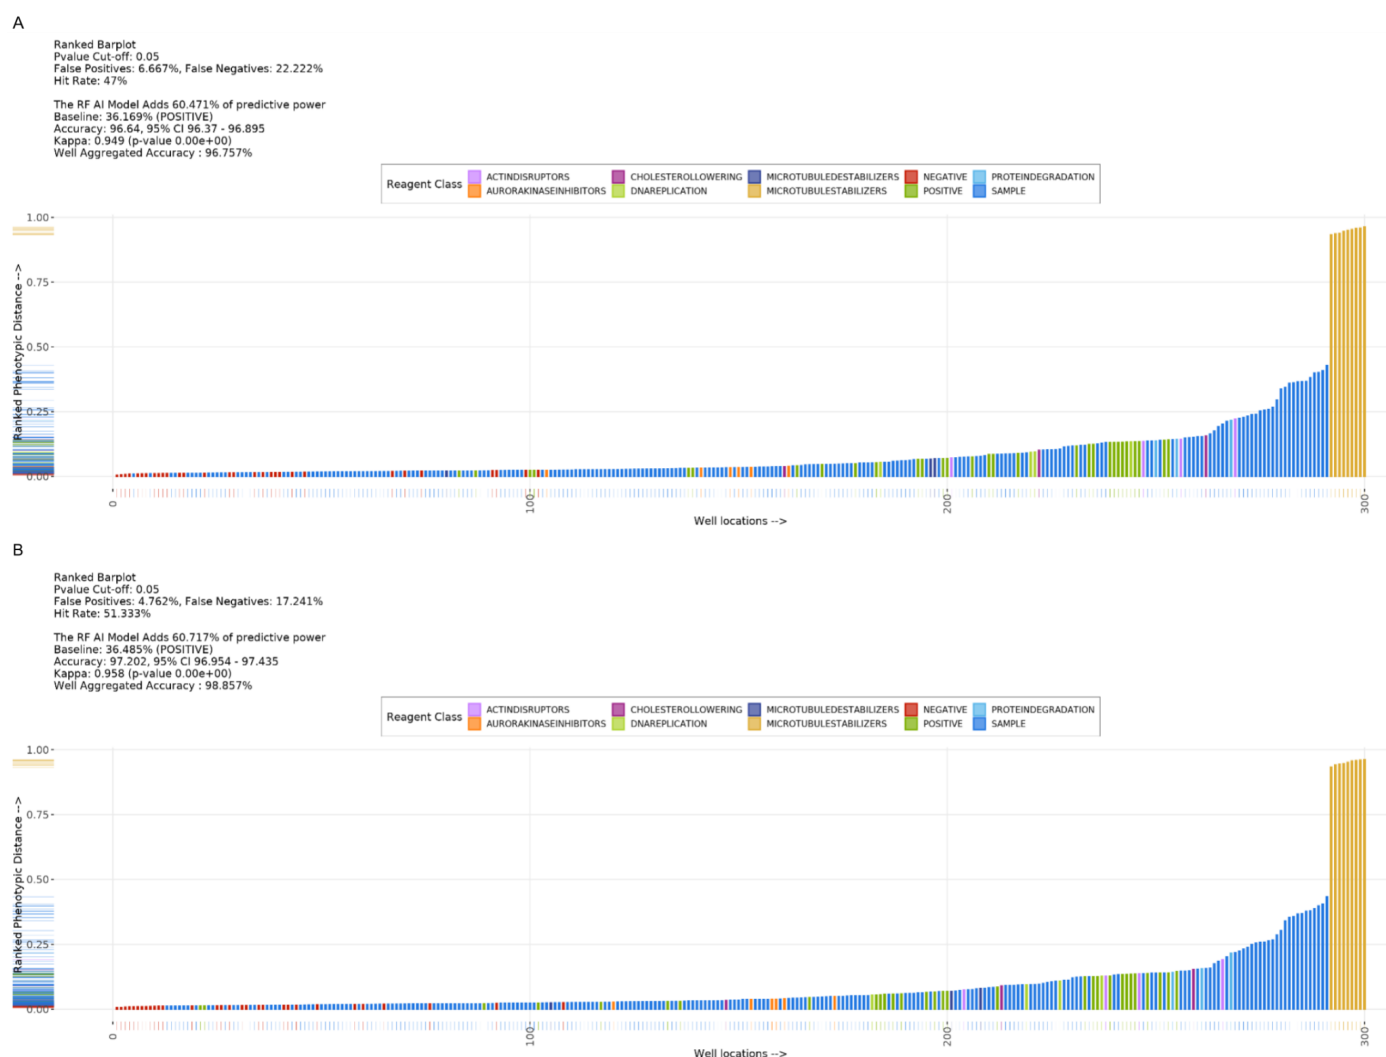 A
Ranked Barplot
Pvalue Cut-off: 0.05
False Positives: 6.667%, False Negatives: 22.222%
Hit Rate: 47%
The RF AI Model Adds 60.471% of predictive power
Baseline: 36.169% (POSITIVE)
Accuracy: 96.64, 95% CI 96.37 - 96.895
Kappa: 0.949 (p-value 0.00e+00)
Well Aggregated Accuracy : 96.757%
Reagent Class
ACTINDISRUPTORS CHOLESTEROLLOWERING MICROTUBULEDESTABILIZERS NEGATIVE PROTEINDEGRADATION
AURORAKINASEINHIBITORS DNAREPLICATION MICROTUBULESTABILIZERS POSITIVE SAMPLE
Ranked Phenotypic Distance -->
1.00
0.75
0.50
0.25
0.00
0 100 200 300
Well locations -->
B
Ranked Barplot
Pvalue Cut-off: 0.05
False Positives: 4.762%, False Negatives: 17.241%
Hit Rate: 51.333%
The RF AI Model Adds 60.717% of predictive power
Baseline: 36.485% (POSITIVE)
Accuracy: 97.202, 95% CI 96.954 - 97.435
Kappa: 0.958 (p-value 0.00e+00)
Well Aggregated Accuracy : 98.857%
Reagent Class
ACTINDISRUPTORS CHOLESTEROLLOWERING MICROTUBULEDESTABILIZERS NEGATIVE PROTEINDEGRADATION
AURORAKINASEINHIBITORS DNAREPLICATION MICROTUBULESTABILIZERS POSITIVE SAMPLE
Ranked Phenotypic Distance -->
1.00
0.75
0.50
0.25
0.00
0 100 200 300
Well locations -->